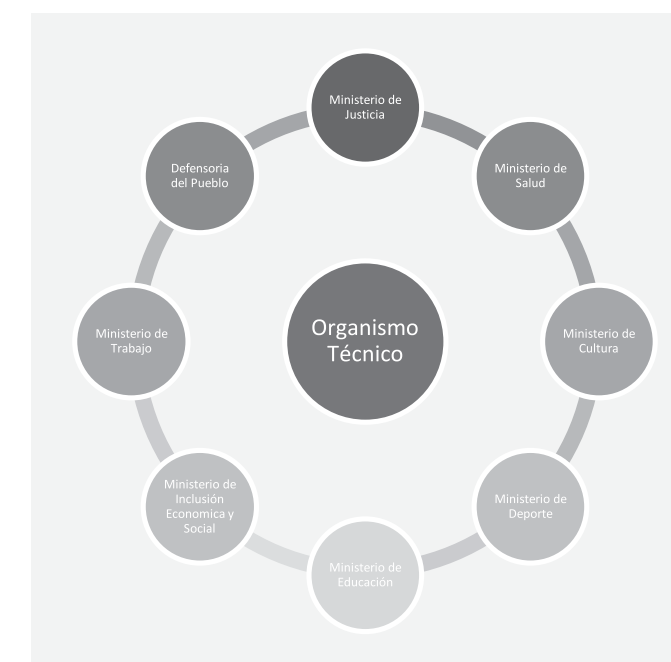 Ministerio de
Justicia
Ministerio de
Salud
Ministerio de
Cultura
Ministerio de
Deporte
Ministerio de
Educación
Ministerio de
Inclusión
Economica y
Social
Ministerio de
Trabajo
Defensoria
del Pueblo
Organismo
Técnico